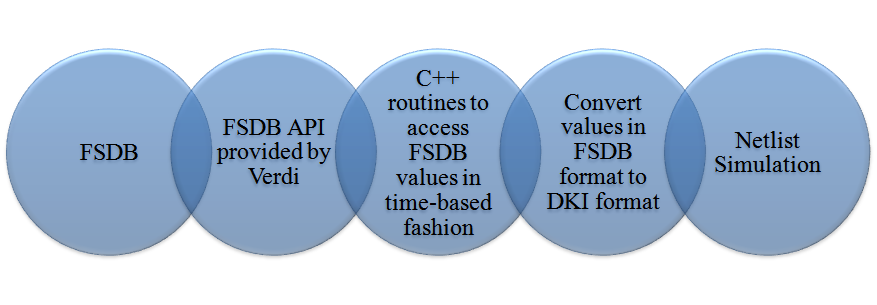 FSDB
FSDB API
provided by
Verdi
C++
routines to
access
FSDB
values in
time-based
fashion
Convert
values in
FSDB
format to
DKI format
Netlist
Simulation